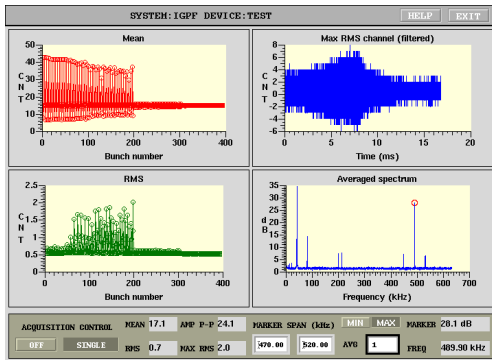 SYSTEM:IGPF DEVICE:TEST
HELP
EXIT
Mean
CNT
50
40
30
20
10
0
0 100 200 300 400
Bunch number
Max RMS channel (filtered)
CNT
8
6
4
2
0
-2
-4
-6
0 5 10 15 20
Time (ms)
RMS
CNT
2.5
2
1.5
1
0.5
0
0 100 200 300 400
Bunch number
Averaged spectrum
dB
35
30
25
20
15
10
5
0
0 100 200 300 400 500 600 700
Frequency (kHz)
ACQUISITION CONTROL
OFF
SINGLE
MEAN 17.1 AMP P-P 24.1
RMS 0.7 MAX RMS 2.0
MARKER SPAN (kHz)
470.00 520.00
MIN MAX
AVG 1
MARKER 28.1 dB
FREQ 489.90 kHz